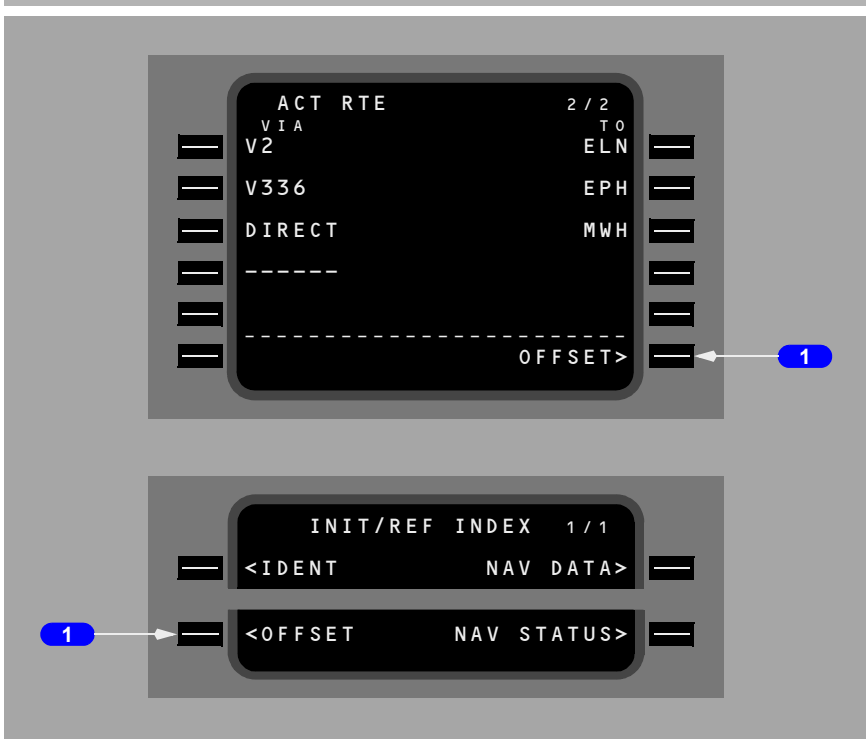 ACT RTE 2/2
VIA TO
V2 ELN
V336 EPH
DIRECT MWH
------
------------------------
OFFSET>
1
INIT/REF INDEX 1/1
<IDENT NAV DATA>
1
<OFFSET NAV STATUS>